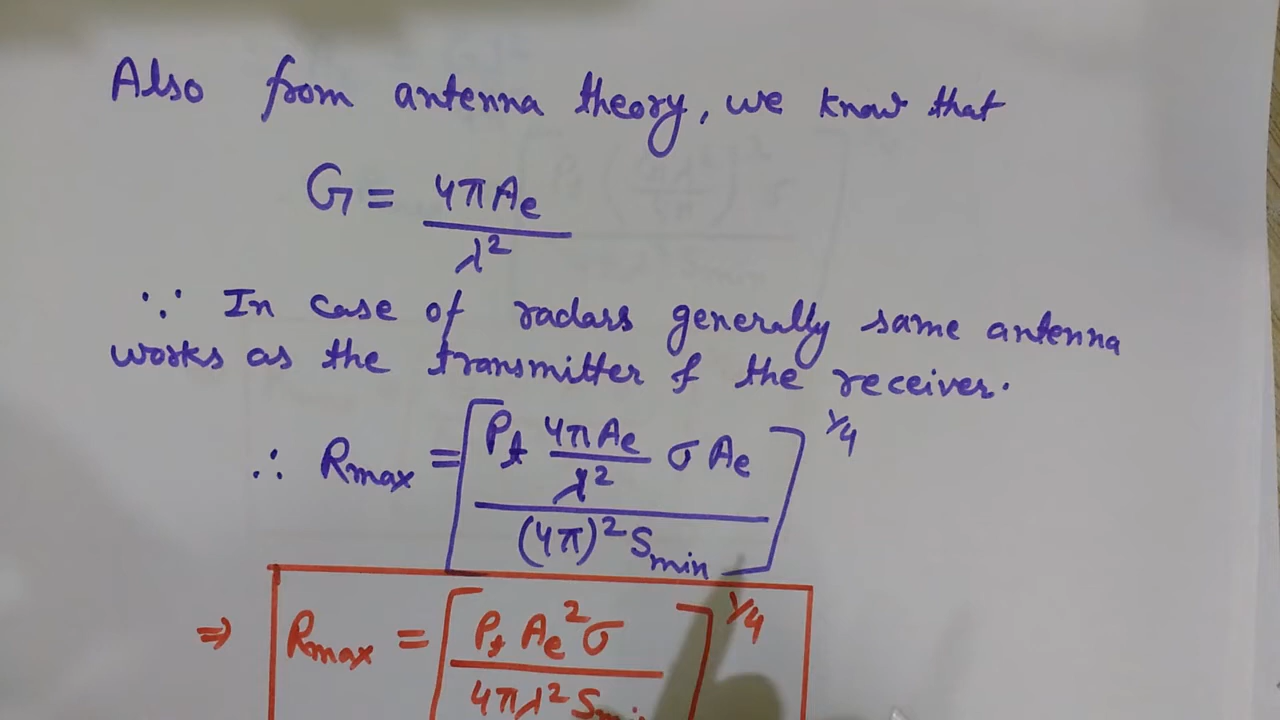 Also from antenna theory, we know that
G = 4πAe / λ²
∵ In case of radars generally same antenna
works as the transmitter & the receiver.
∴ Rmax = [Pt 4πAe/λ² σ Ae / (4π)² Smin]^1/4
⇒ Rmax = [Pt Ae² σ / 4πλ² Smin]^1/4